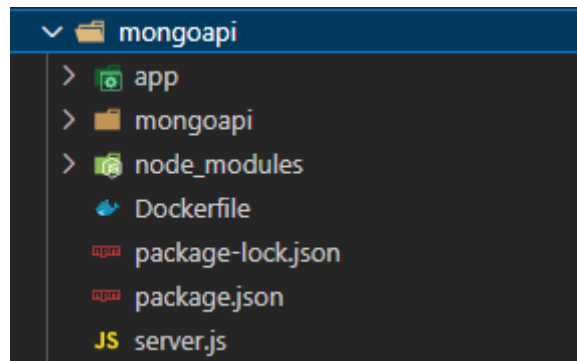 mongoapi
app
mongoapi
node_modules
Dockerfile
package-lock.json
package.json
JS server.js